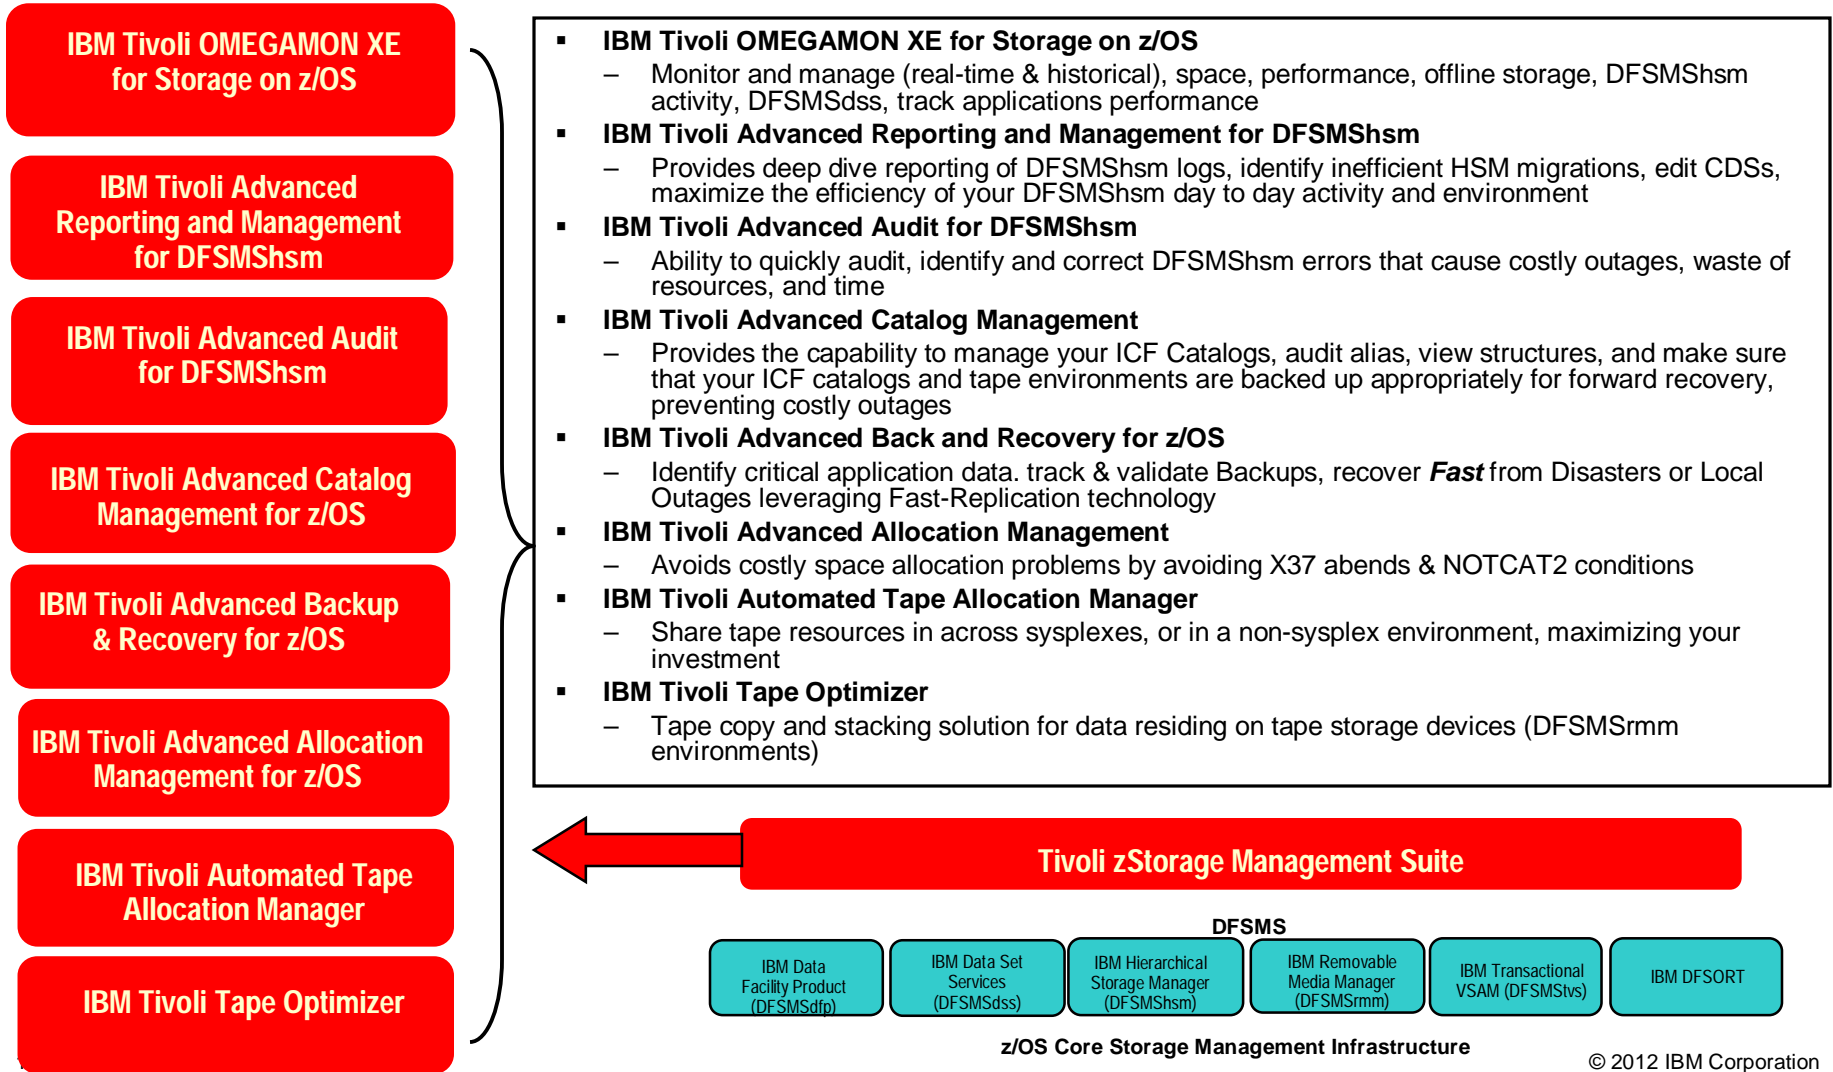 IBM Tivoli OMEGAMON XE
for Storage on z/OS
IBM Tivoli Advanced
Reporting and Management
for DFSMShsm
IBM Tivoli Advanced Audit
for DFSMShsm
IBM Tivoli Advanced Catalog
Management for z/OS
IBM Tivoli Advanced Backup
& Recovery for z/OS
IBM Tivoli Advanced Allocation
Management for z/OS
IBM Tivoli Automated Tape
Allocation Manager
IBM Tivoli Tape Optimizer
▪ IBM Tivoli OMEGAMON XE for Storage on z/OS
– Monitor and manage (real-time & historical), space, performance, offline storage, DFSMShsm
activity, DFSMSdss, track applications performance
▪ IBM Tivoli Advanced Reporting and Management for DFSMShsm
– Provides deep dive reporting of DFSMShsm logs, identify inefficient HSM migrations, edit CDSs,
maximize the efficiency of your DFSMShsm day to day activity and environment
▪ IBM Tivoli Advanced Audit for DFSMShsm
– Ability to quickly audit, identify and correct DFSMShsm errors that cause costly outages, waste of
resources, and time
▪ IBM Tivoli Advanced Catalog Management
– Provides the capability to manage your ICF Catalogs, audit alias, view structures, and make sure
that your ICF catalogs and tape environments are backed up appropriately for forward recovery,
preventing costly outages
▪ IBM Tivoli Advanced Back and Recovery for z/OS
– Identify critical application data. track & validate Backups, recover Fast from Disasters or Local
Outages leveraging Fast-Replication technology
▪ IBM Tivoli Advanced Allocation Management
– Avoids costly space allocation problems by avoiding X37 abends & NOTCAT2 conditions
▪ IBM Tivoli Automated Tape Allocation Manager
– Share tape resources in across sysplexes, or in a non-sysplex environment, maximizing your
investment
▪ IBM Tivoli Tape Optimizer
– Tape copy and stacking solution for data residing on tape storage devices (DFSMSrmm
environments)
Tivoli zStorage Management Suite
DFSMS
IBM Data
Facility Product
(DFSMSdfp)
IBM Data Set
Services
(DFSMSdss)
IBM Hierarchical
Storage Manager
(DFSMShsm)
IBM Removable
Media Manager
(DFSMSrmm)
IBM Transactional
VSAM (DFSMStvs)
IBM DFSORT
z/OS Core Storage Management Infrastructure
© 2012 IBM Corporation